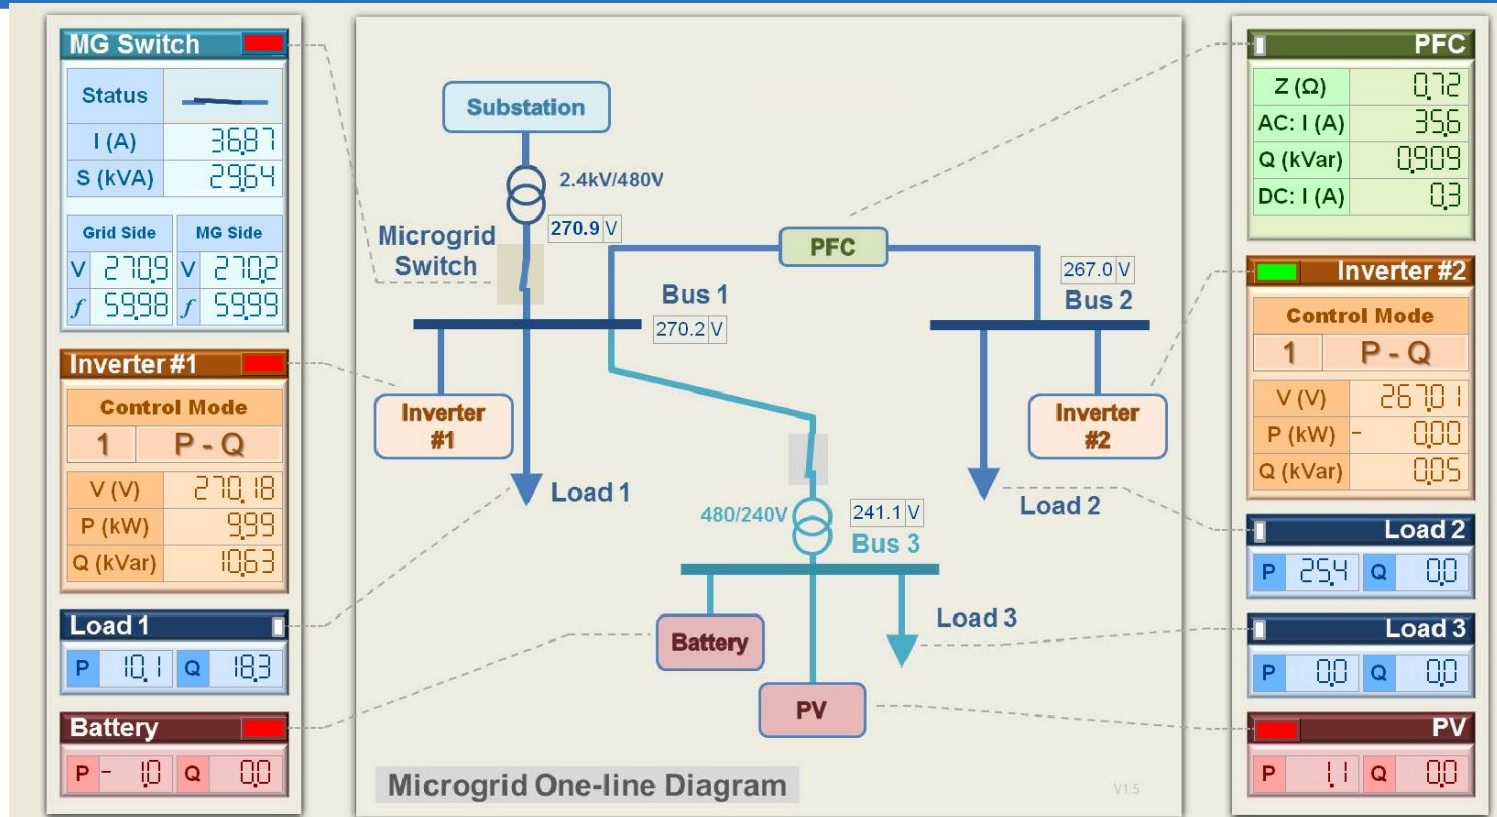 MG Switch
Status
I (A) 36.87
S (kVA) 29.64
Grid Side MG Side
V 270.9 V 270.2
f 59.98 f 59.99
Inverter #1
Control Mode
1 P - Q
V (V) 270.18
P (kW) 9.99
Q (kVar) 10.63
Load 1
P 10.1 Q 18.3
Battery
P - 1.0 Q 0.0
Substation
2.4kV/480V
270.9 V
Microgrid
Switch
PFC
Bus 1
270.2 V
267.0 V
Bus 2
Inverter
#1
Load 1
Inverter
#2
Load 2
480/240V
241.1 V
Bus 3
Load 3
Battery
PV
Microgrid One-line Diagram
V1.5
PFC
Z (Ω) 0.72
AC: I (A) 35.6
Q (kVar) 0.909
DC: I (A) 0.3
Inverter #2
Control Mode
1 P - Q
V (V) 267.01
P (kW) - 0.00
Q (kVar) 0.05
Load 2
P 25.4 Q 0.0
Load 3
P 0.0 Q 0.0
PV
P 1.1 Q 0.0